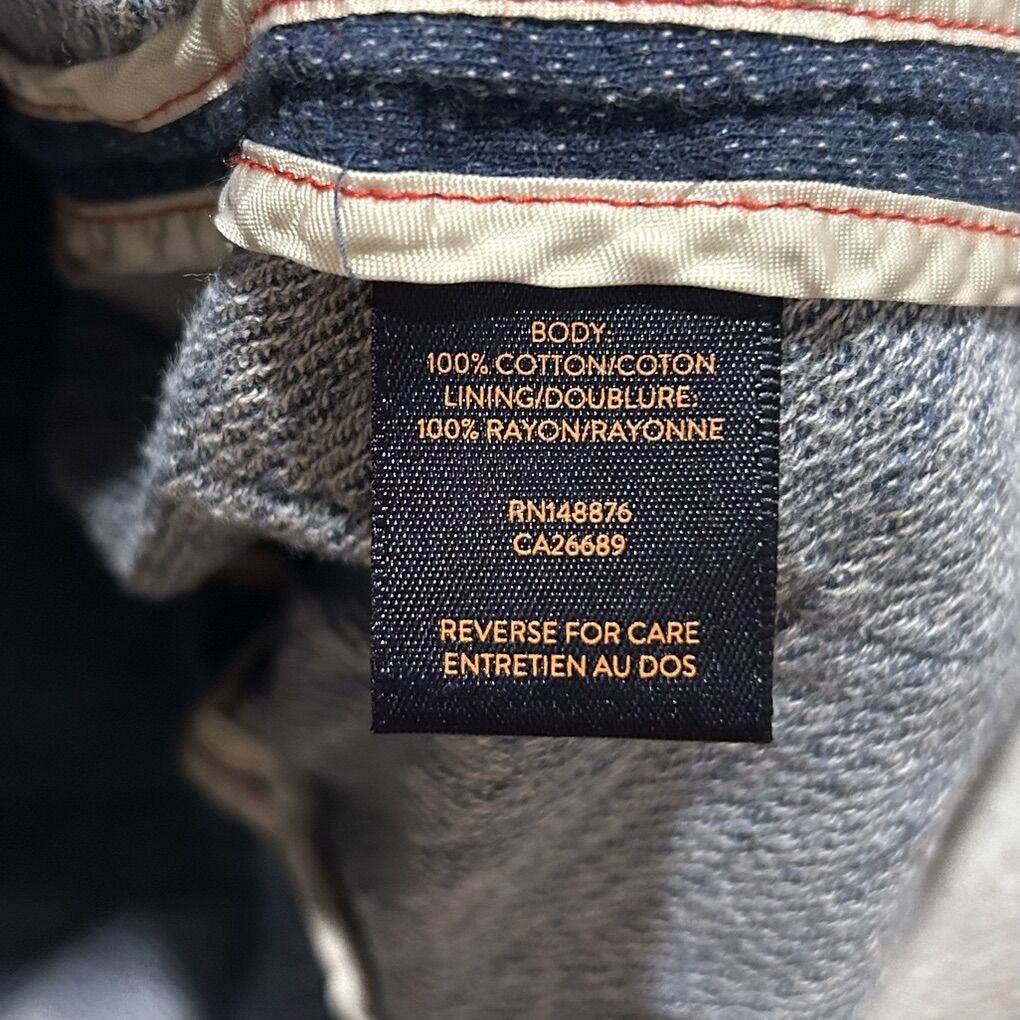 BODY:
100% COTTON/COTON
LINING/DOUBLURE:
100% RAYON/RAYONNE
RN148876
CA26689
REVERSE FOR CARE
ENTRETIEN AU DOS